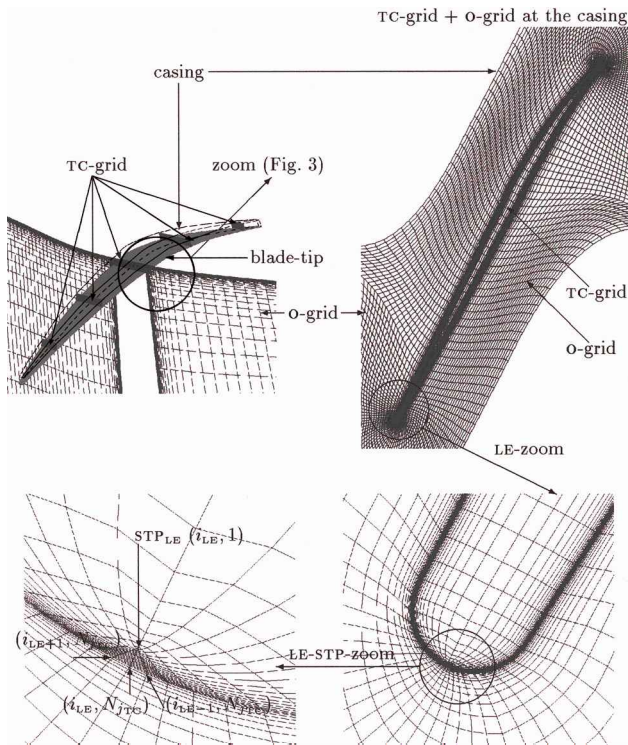 TC-grid + O-grid at the casing
casing
TC-grid
zoom (Fig. 3)
blade-tip
O-grid
TC-grid
O-grid
LE-zoom
STP_LE (i_LE, 1)
(i_LE+1, N_jTC)
LE-STP-zoom
(i_LE, N_jTC)
(i_LE−1, N_jTC)